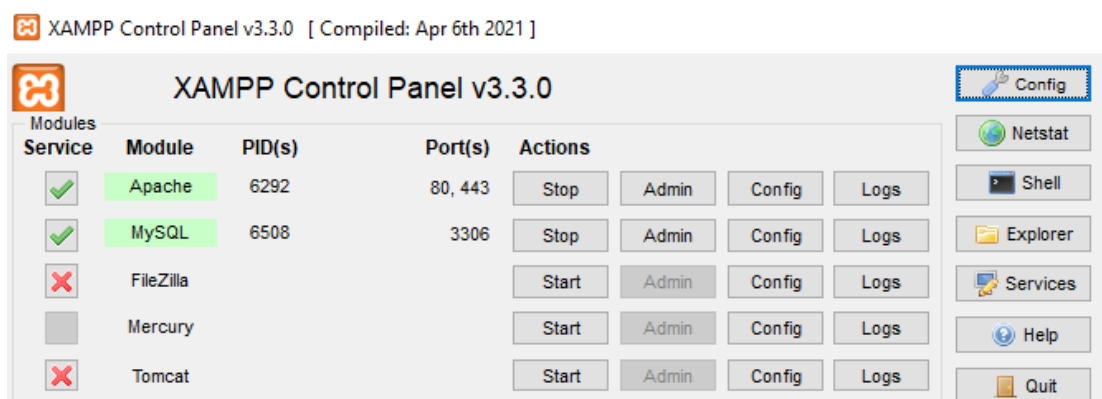 XAMPP Control Panel v3.3.0 [ Compiled: Apr 6th 2021 ]
XAMPP Control Panel v3.3.0
Config
Modules
Netstat
Service Module PID(s) Port(s) Actions
Apache 6292 80, 443 Stop Admin Config Logs
Shell
MySQL 6508 3306 Stop Admin Config Logs
Explorer
FileZilla Start Admin Config Logs
Services
Mercury Start Admin Config Logs
Help
Tomcat Start Admin Config Logs
Quit